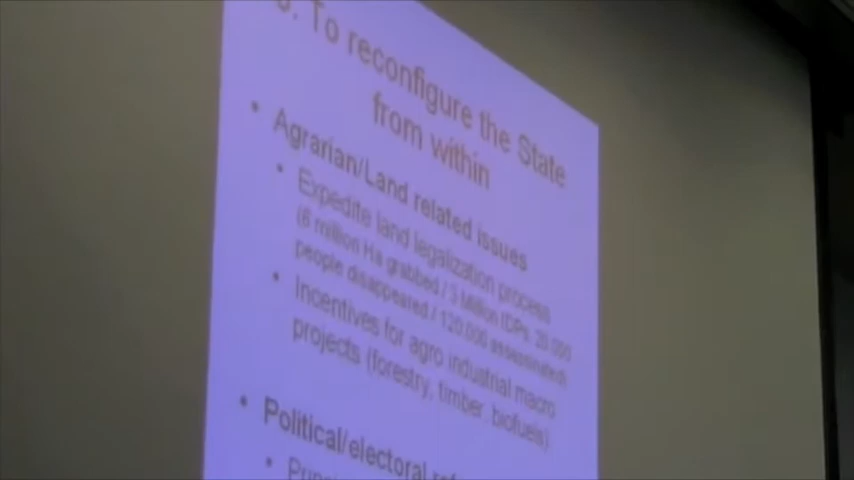 . To reconfigure the State
from within
• Agrarian/Land related issues
• Expedite land legalization process
(6 million Ha grabbed / 3 Million IDPs, 20 000
people disappeared / 120.000 assassinated)
• Incentives for agro industrial macro
projects (forestry, timber, biofuels)
• Political/electoral
•